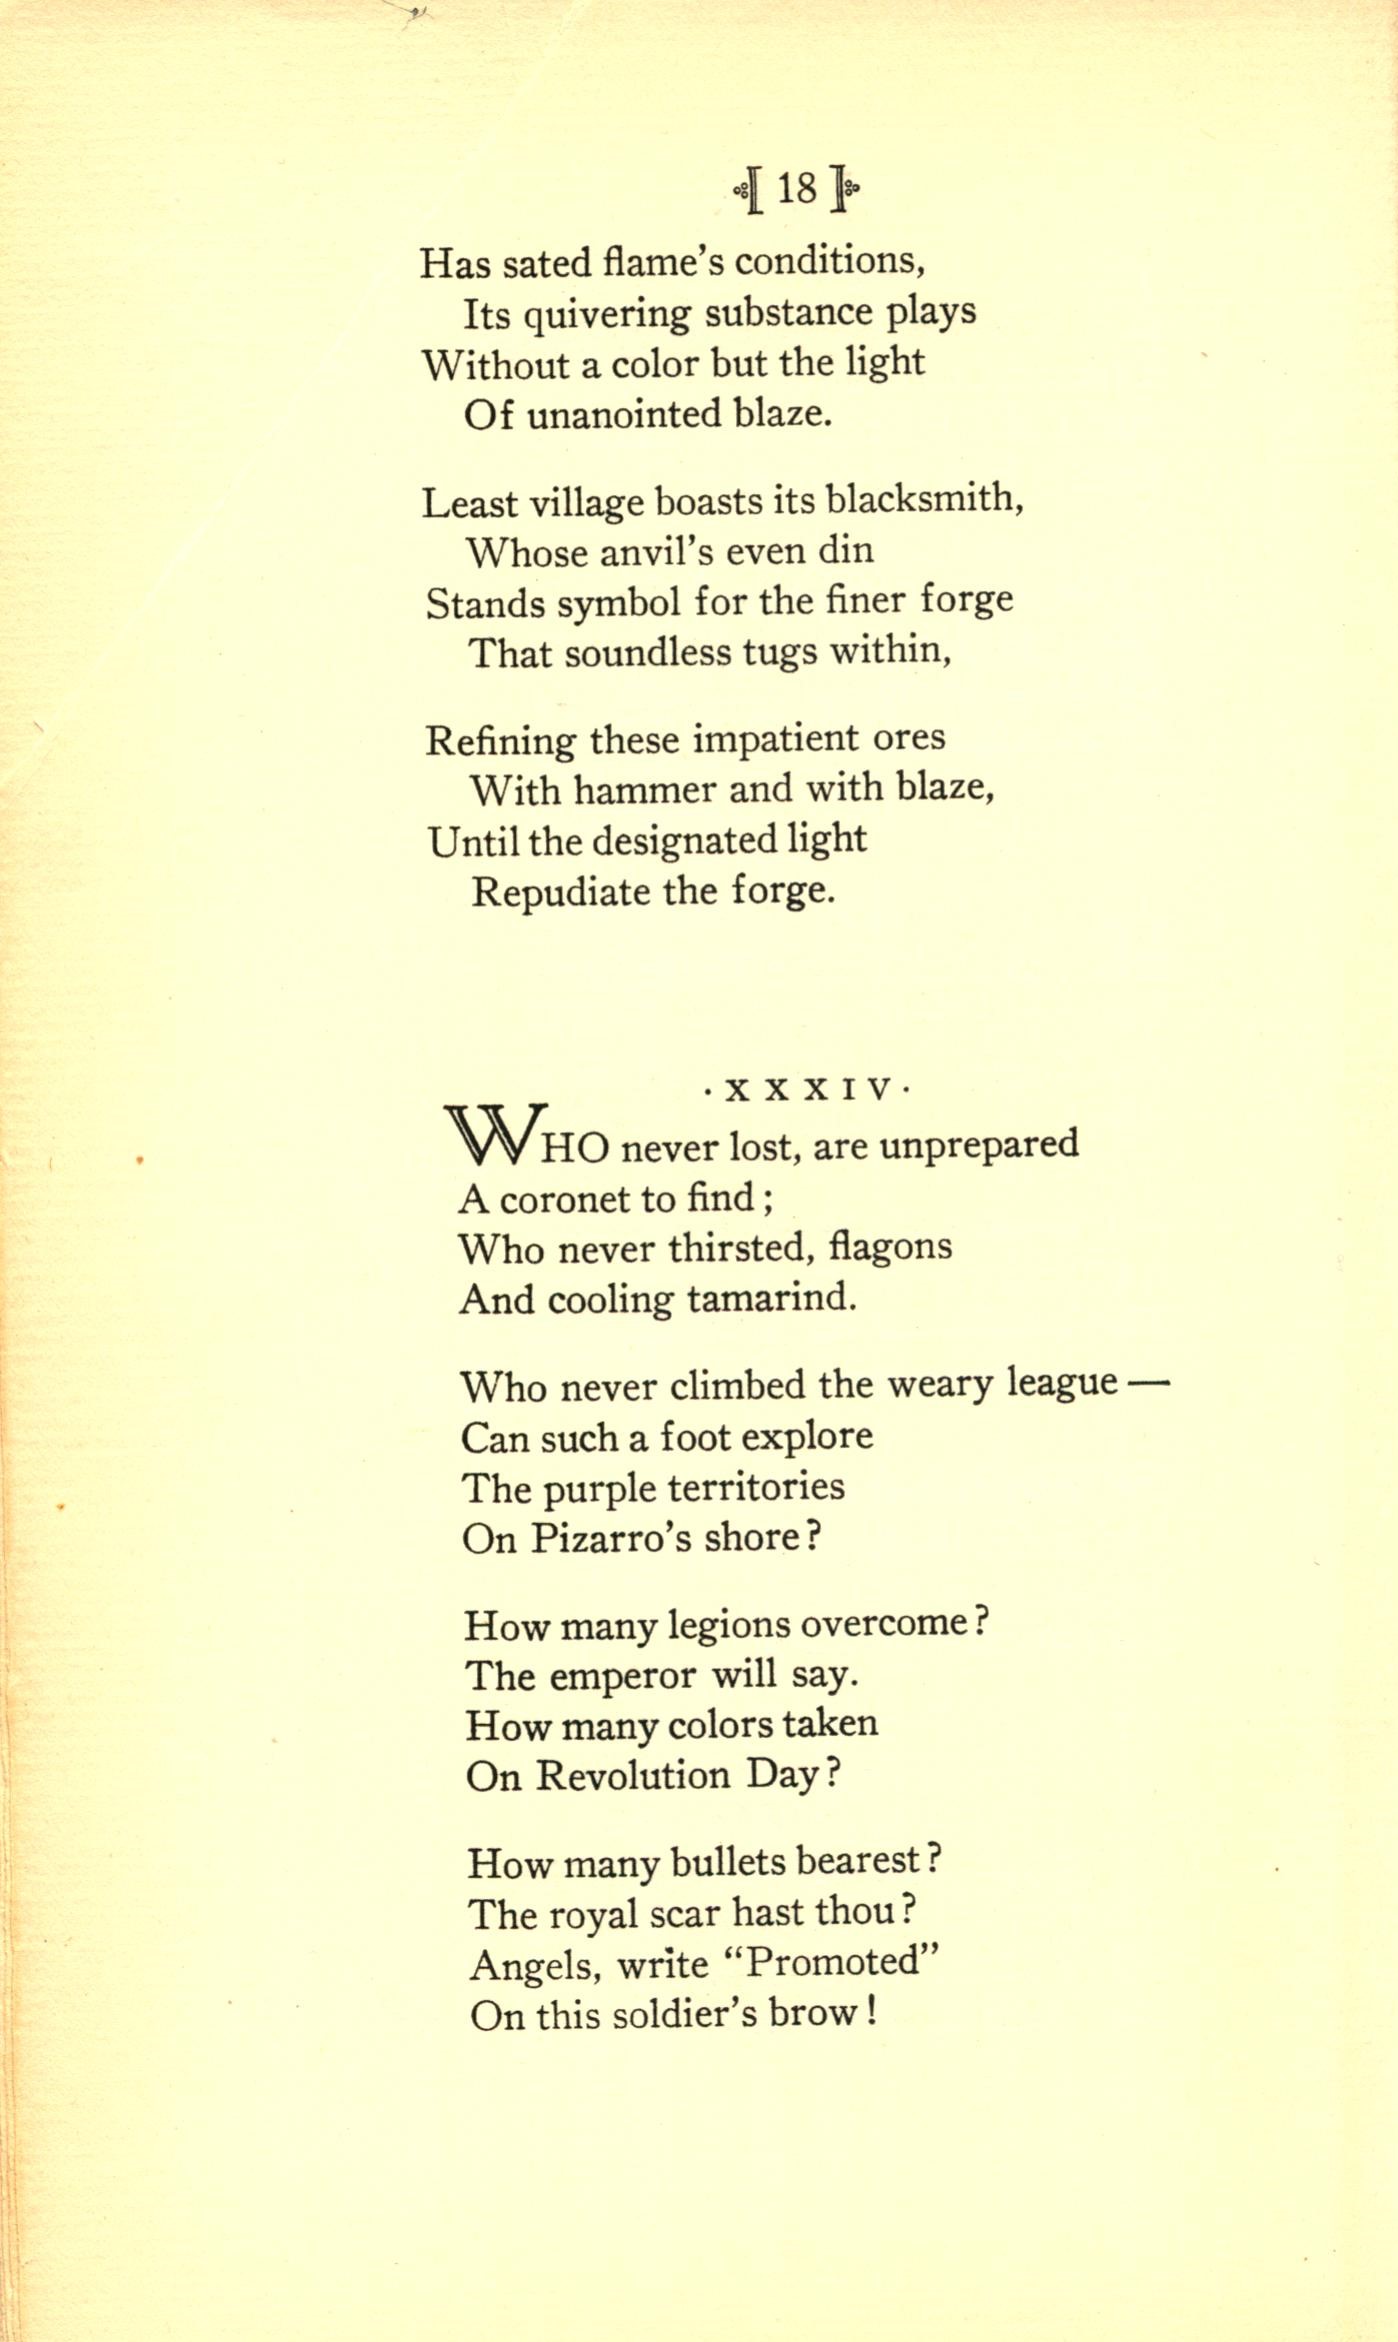 [ 18 ]
Has sated flame’s conditions,
Its quivering substance plays
Without a color but the light
Of unanointed blaze.
Least village boasts its blacksmith,
Whose anvil’s even din
Stands symbol for the finer forge
That soundless tugs within,
Refining these impatient ores
With hammer and with blaze,
Until the designated light
Repudiate the forge.
· X X X I V ·
WHO never lost, are unprepared
A coronet to find ;
Who never thirsted, flagons
And cooling tamarind.
Who never climbed the weary league —
Can such a foot explore
The purple territories
On Pizarro’s shore?
How many legions overcome?
The emperor will say.
How many colors taken
On Revolution Day?
How many bullets bearest?
The royal scar hast thou?
Angels, write “Promoted”
On this soldier’s brow!